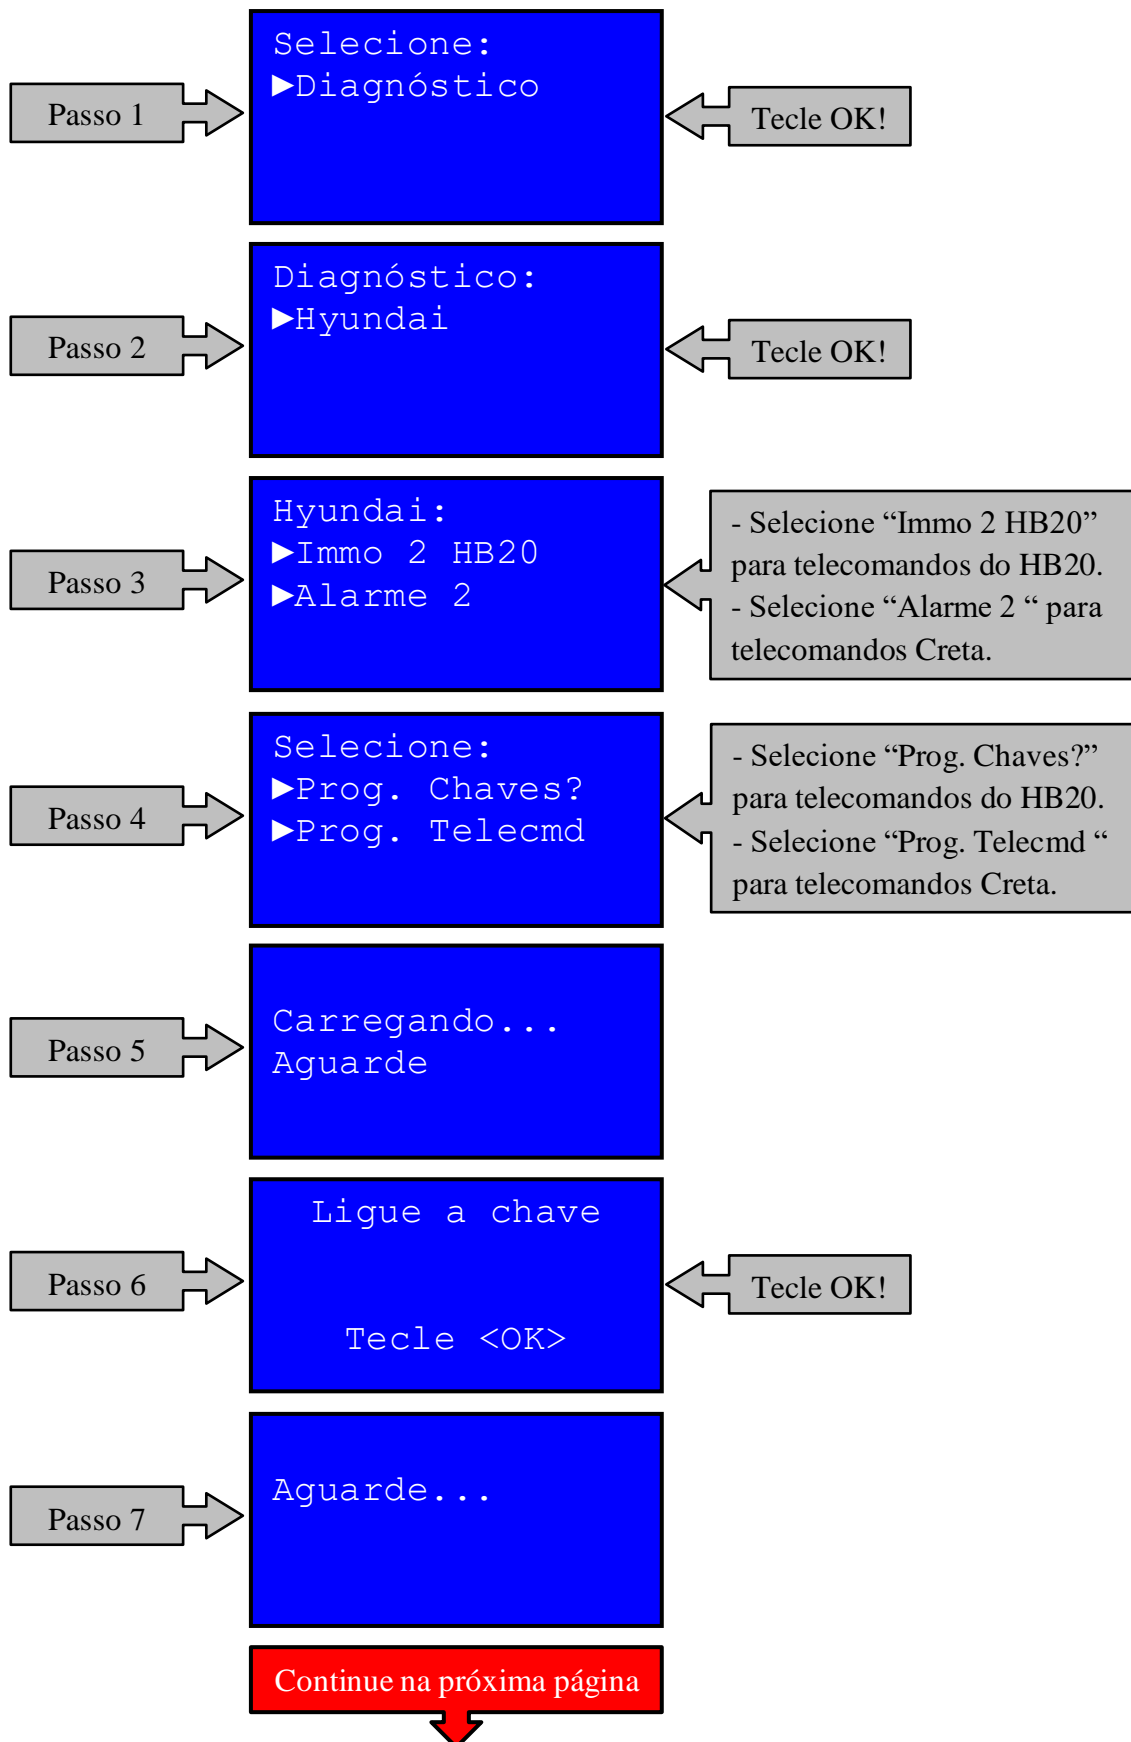 Selecione:
►Diagnóstico
Passo 1
Tecle OK!
Diagnóstico:
►Hyundai
Passo 2
Tecle OK!
Hyundai:
►Immo 2 HB20
►Alarme 2
Passo 3
- Selecione “Immo 2 HB20”
para telecomandos do HB20.
- Selecione “Alarme 2 “ para
telecomandos Creta.
Selecione:
►Prog. Chaves?
►Prog. Telecmd
Passo 4
- Selecione “Prog. Chaves?”
para telecomandos do HB20.
- Selecione “Prog. Telecmd “
para telecomandos Creta.
Carregando...
Aguarde
Passo 5
Ligue a chave
Tecle <OK>
Passo 6
Tecle OK!
Aguarde...
Passo 7
Continue na próxima página